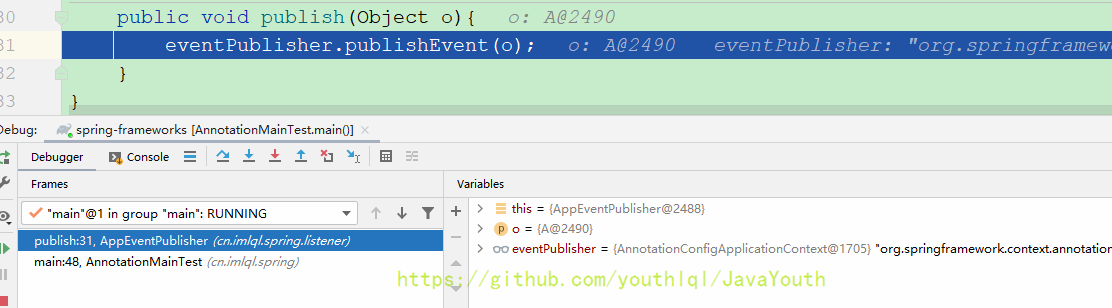 30 public void publish(Object o){ o: A@2490
31 eventPublisher.publishEvent(o); o: A@2490 eventPublisher: "org.springframew
32 }
33 }
Debug: spring-frameworks [AnnotationMainTest.main()] ×
Debugger Console
Frames Variables
"main"@1 in group "main": RUNNING
this = {AppEventPublisher@2488}
publish:31, AppEventPublisher (cn.imlql.spring.listener)
p o = {A@2490}
main:48, AnnotationMainTest (cn.imlql.spring)
eventPublisher = {AnnotationConfigApplicationContext@1705} "org.springframework.context.annotation
https://github.com/youthlql/JavaYouth